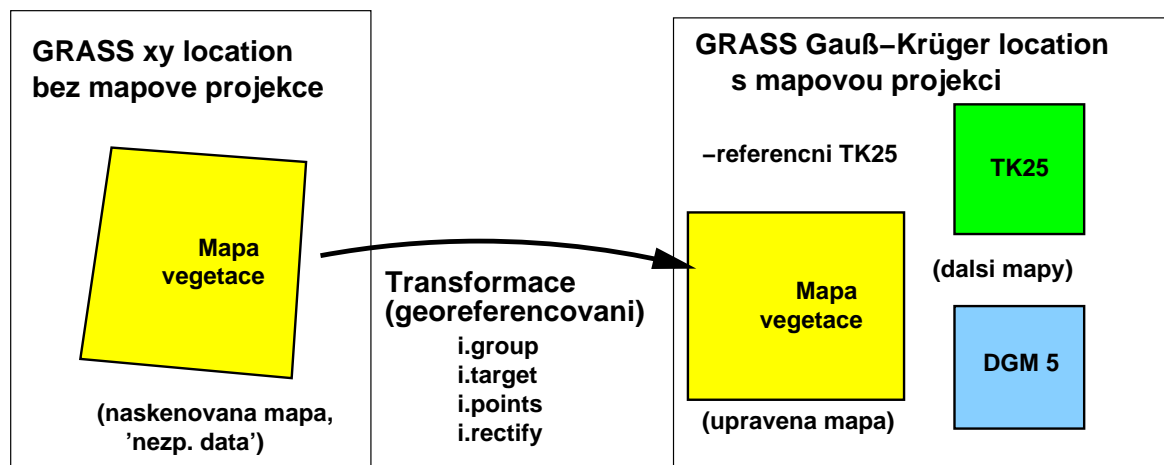 GRASS xy location
bez mapove projekce
Mapa
vegetace
(naskenovana mapa,
’nezp. data’)
Transformace
(georeferencovani)
i.group
i.target
i.points
i.rectify
GRASS Gauß−Krüger location
s mapovou projekci
−referencni TK25
TK25
(dalsi mapy)
Mapa
vegetace
(upravena mapa)
DGM 5